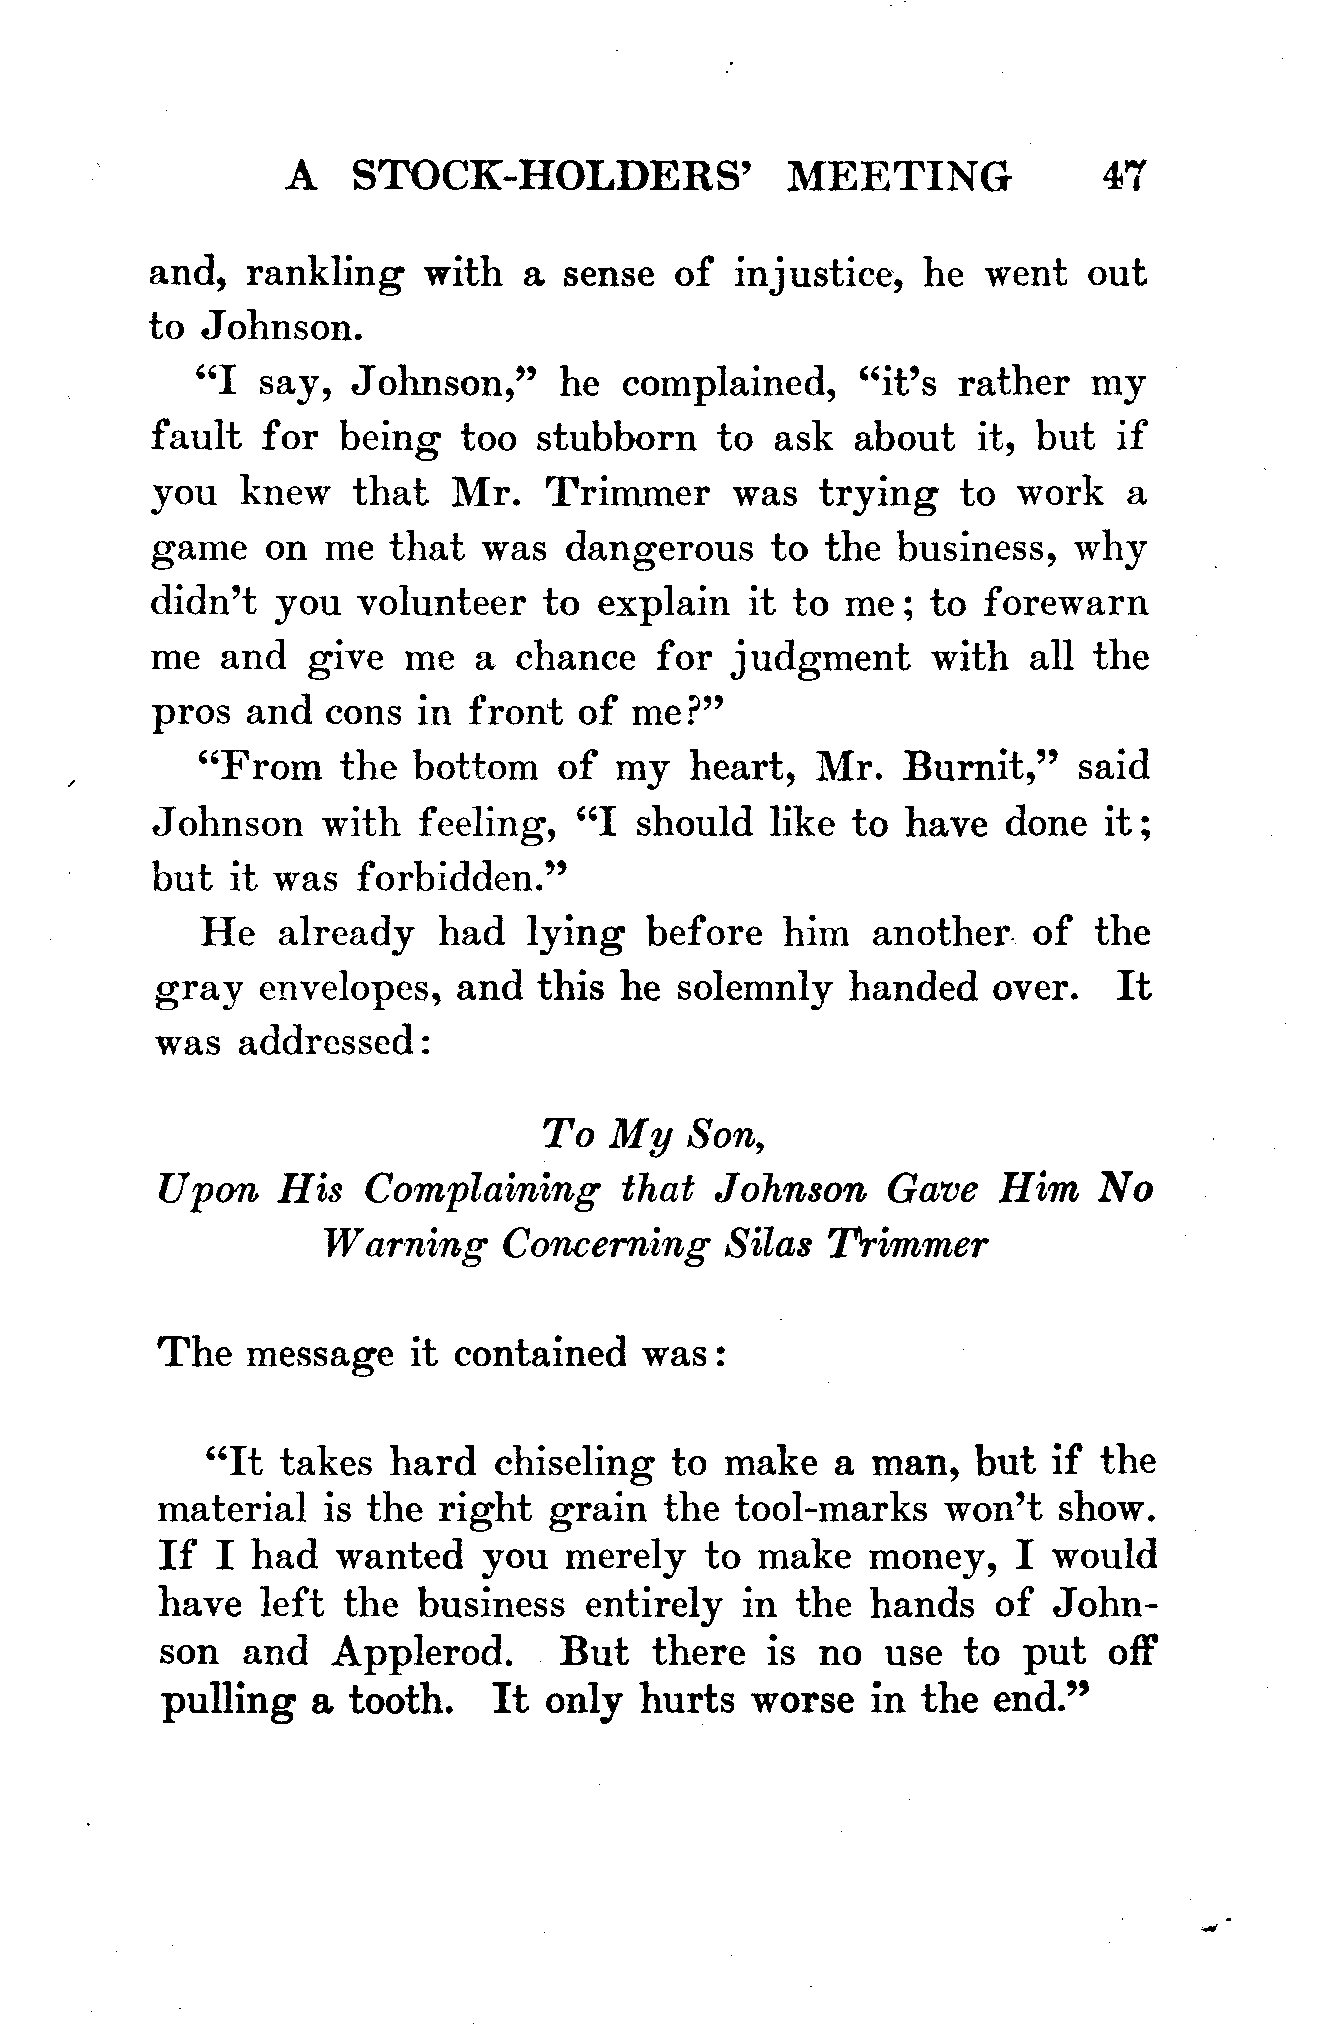 A STOCK-HOLDERS' MEETING 47
and, rankling with a sense of injustice, he went out
to Johnson.
"I say, Johnson," he complained, "it's rather my
fault for being too stubborn to ask about it, but if
you knew that Mr. Trimmer was trying to work a
game on me that was dangerous to the business, why
didn't you volunteer to explain it to me; to forewarn
me and give me a chance for judgment with all the
pros and cons in front of me?"
"From the bottom of my heart, Mr. Burnit," said
Johnson with feeling, "I should like to have done it;
but it was forbidden."
He already had lying before him another of the
gray envelopes, and this he solemnly handed over. It
was addressed:
To My Son,
Upon His Complaining that Johnson Gave Him No
Warning Concerning Silas Trimmer
The message it contained was:
"It takes hard chiseling to make a man, but if the
material is the right grain the tool-marks won't show.
If I had wanted you merely to make money, I would
have left the business entirely in the hands of John-
son and Applerod. But there is no use to put off
pulling a tooth. It only hurts worse in the end."